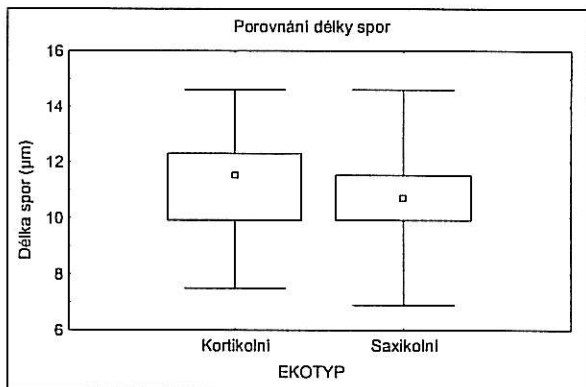 Porovnání délky spor
Délka spor (µm)
16
14
12
10
8
6
Kortikolní
Saxikolní
EKOTYP